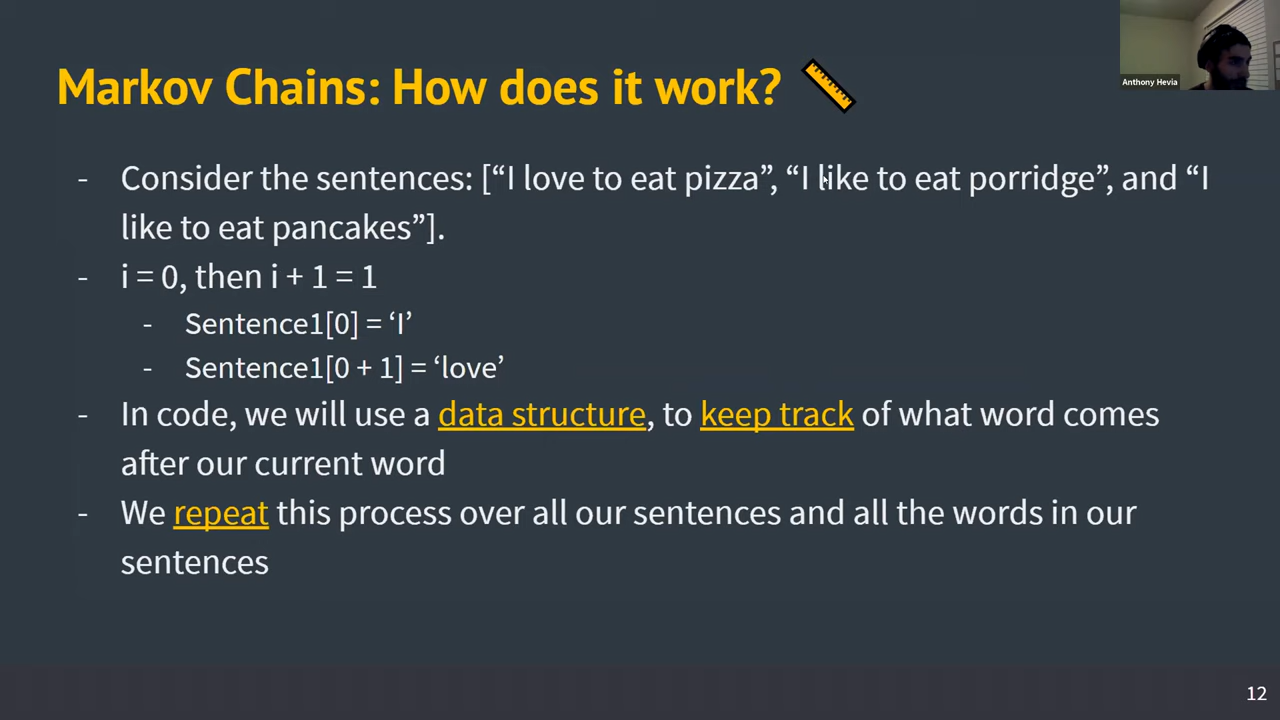 Markov Chains: How does it work?
Anthony Hevia
- Consider the sentences: [“I love to eat pizza”, “I like to eat porridge”, and “I
like to eat pancakes”].
- i = 0, then i + 1 = 1
- Sentence1[0] = ‘I’
- Sentence1[0 + 1] = ‘love’
- In code, we will use a data structure, to keep track of what word comes
after our current word
- We repeat this process over all our sentences and all the words in our
sentences
12